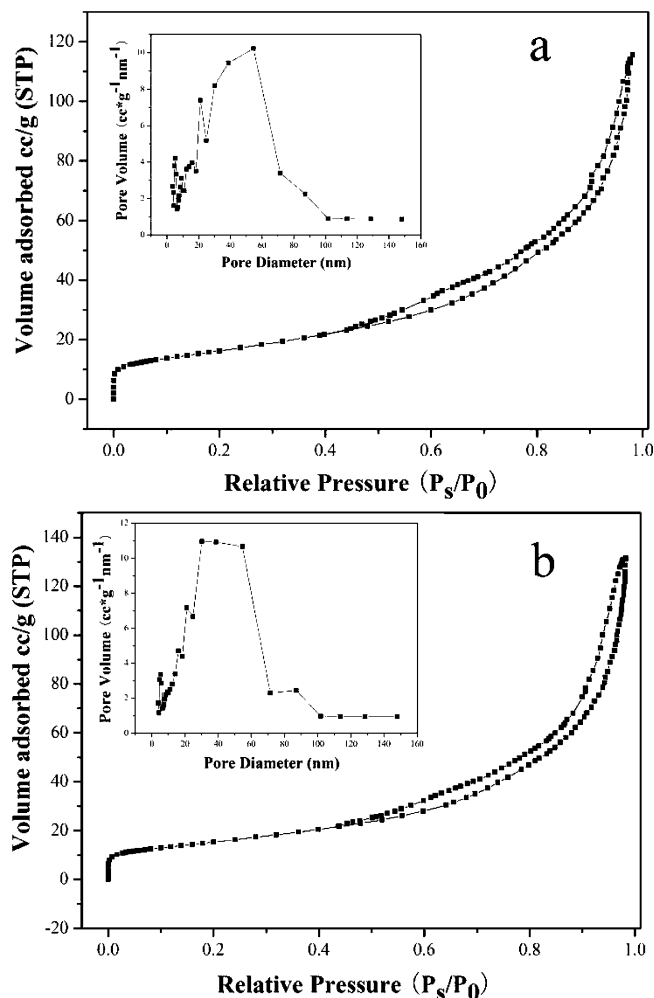 a
120
100
80
60
40
20
0
Volume adsorbed cc/g (STP)
10
8
6
4
2
0
Pore Volume (cc*g⁻¹nm⁻¹)
0 20 40 60 80 100 120 140 160
Pore Diameter (nm)
0.0 0.2 0.4 0.6 0.8 1.0
Relative Pressure (Ps/P0)
b
140
120
100
80
60
40
20
0
-20
Volume adsorbed cc/g (STP)
12
10
8
6
4
2
0
Pore Volume (cc*g⁻¹nm⁻¹)
0 20 40 60 80 100 120 140 160
Pore Diameter (nm)
0.0 0.2 0.4 0.6 0.8 1.0
Relative Pressure (Ps/P0)